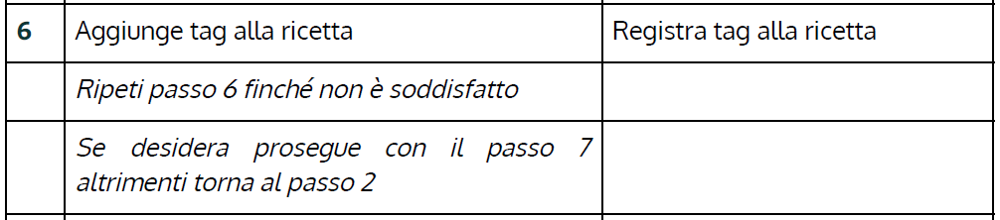 6 Aggiunge tag alla ricetta Registra tag alla ricetta
Ripeti passo 6 finché non è soddisfatto
Se desidera prosegue con il passo 7
altrimenti torna al passo 2